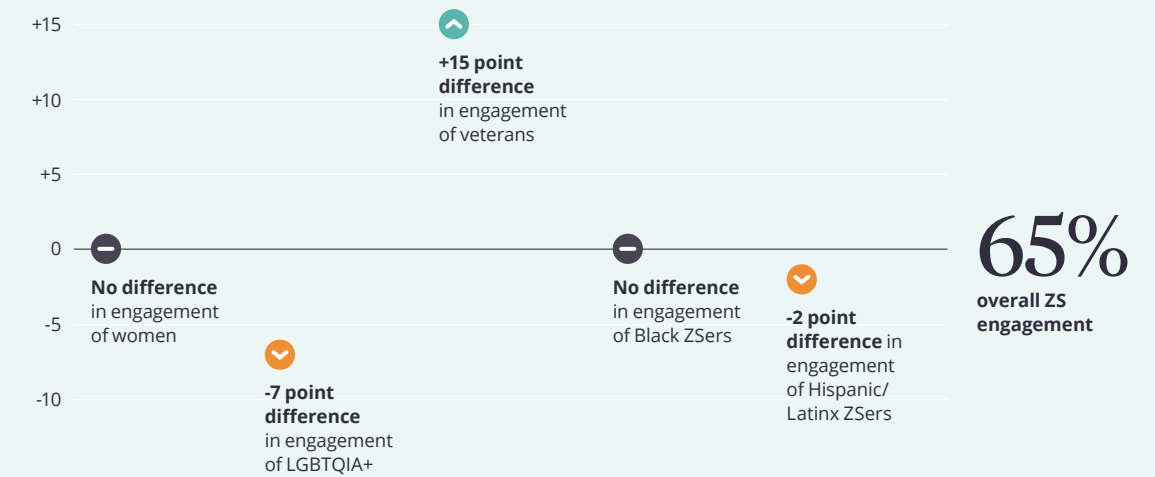 +15
+10
+5
0
-5
-10
No difference
in engagement
of women
-7 point
difference
in engagement
of LGBTQIA+
+15 point
difference
in engagement
of veterans
No difference
in engagement
of Black ZSers
-2 point
difference in
engagement
of Hispanic/
Latinx ZSers
65%
overall ZS
engagement